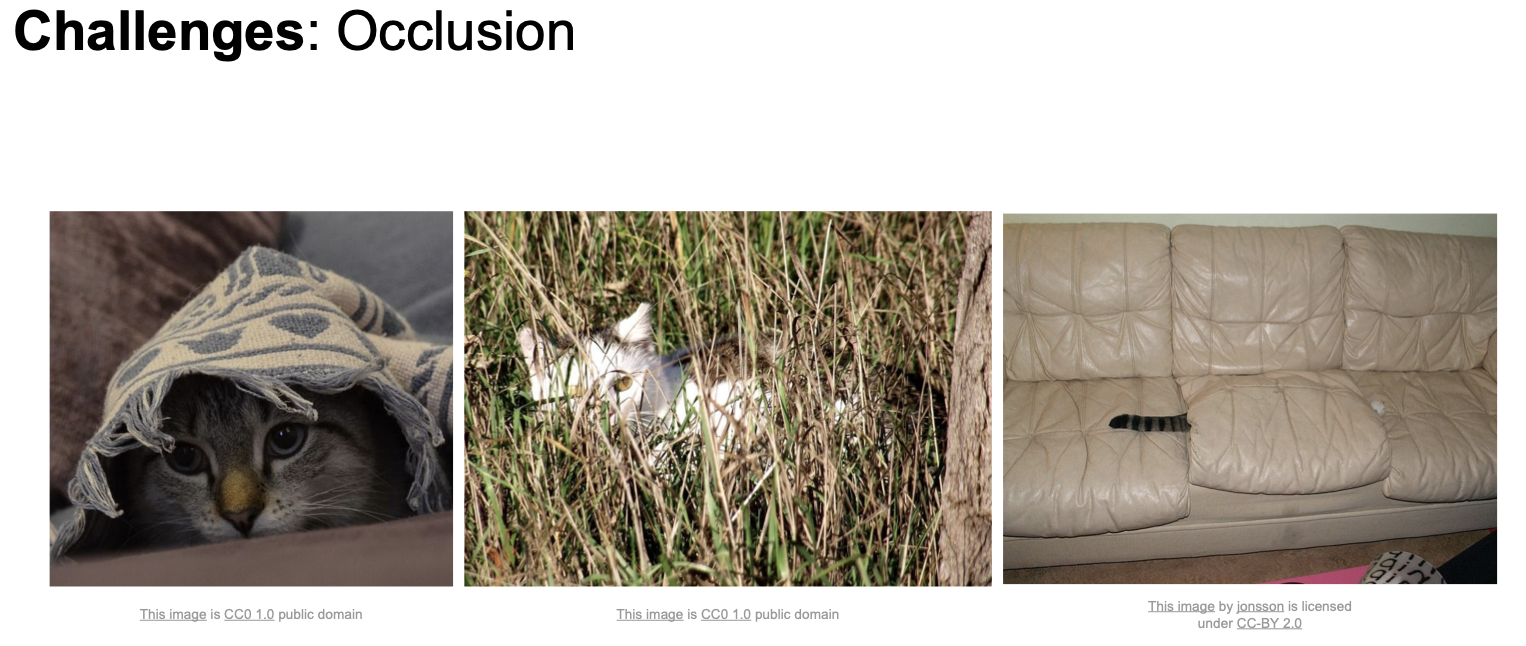 Challenges: Occlusion
This image is CC0 1.0 public domain
This image is CC0 1.0 public domain
This image by jonsson is licensed
under CC-BY 2.0